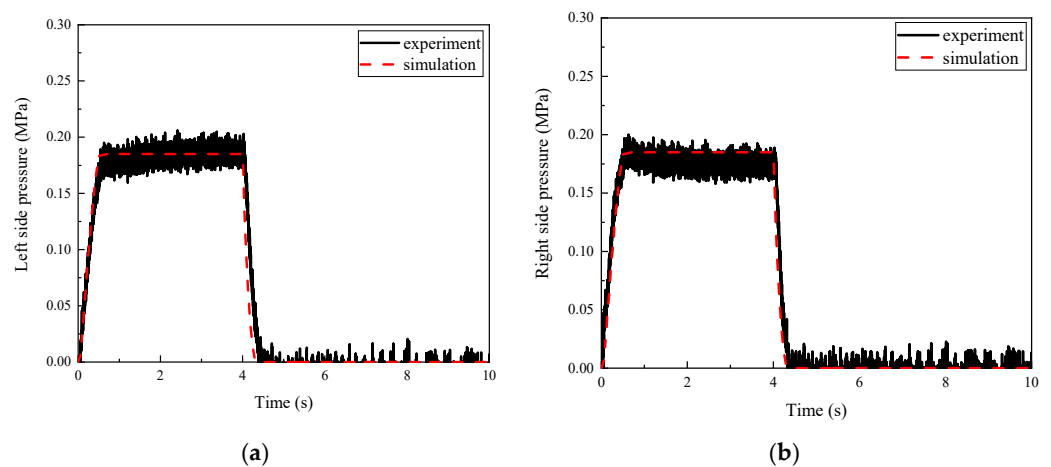 0.30
0.25
0.20
0.15
0.10
0.05
0.00
Left side pressure (MPa)
experiment
simulation
0 2 4 6 8 10
Time (s)
(a)
0.30
0.25
0.20
0.15
0.10
0.05
0.00
Right side pressure (MPa)
experiment
simulation
0 2 4 6 8 10
Time (s)
(b)